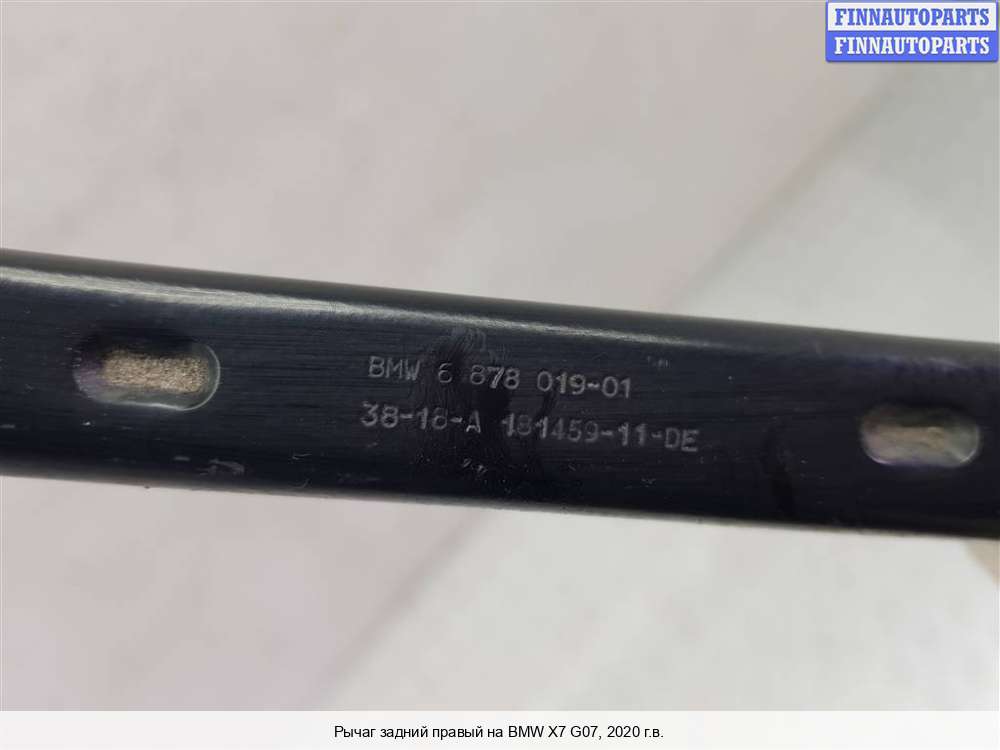 FINNAUTOPARTS
FINNAUTOPARTS
BMW 6 878 019-01
38-18-A 181459-11-DE
Рычаг задний правый на BMW X7 G07, 2020 г.в.